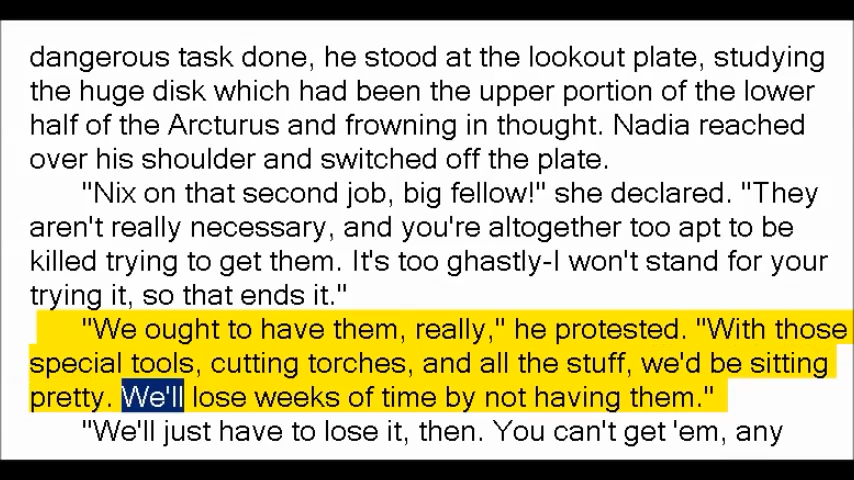 dangerous task done, he stood at the lookout plate, studying
the huge disk which had been the upper portion of the lower
half of the Arcturus and frowning in thought. Nadia reached
over his shoulder and switched off the plate.
"Nix on that second job, big fellow!" she declared. "They
aren't really necessary, and you're altogether too apt to be
killed trying to get them. It's too ghastly-I won't stand for your
trying it, so that ends it."
"We ought to have them, really," he protested. "With those
special tools, cutting torches, and all the stuff, we'd be sitting
pretty. We'll lose weeks of time by not having them."
"We'll just have to lose it, then. You can't get 'em, any